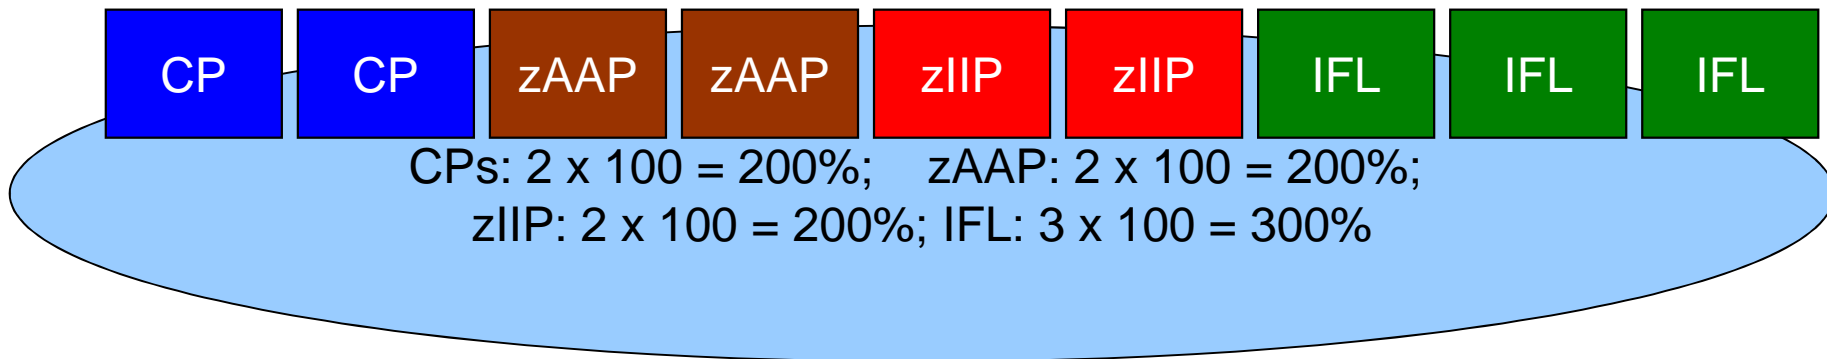 CP CP zAAP zAAP zIIP zIIP IFL IFL IFL
CPs: 2 x 100 = 200%; zAAP: 2 x 100 = 200%;
zIIP: 2 x 100 = 200%; IFL: 3 x 100 = 300%